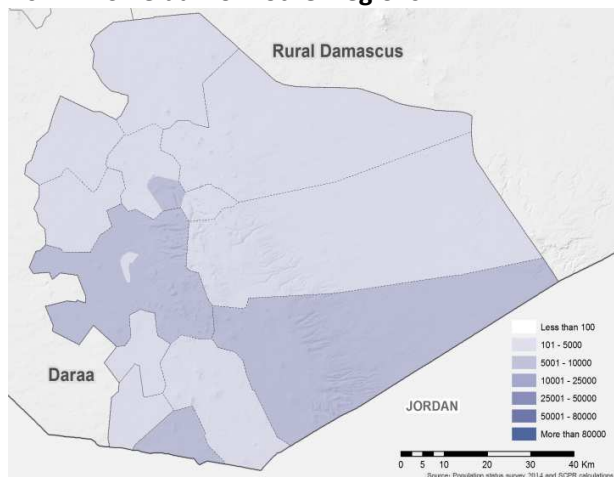 Rural Damascus
Daraa
JORDAN
Less than 100
101 - 5000
5001 - 10000
10001 - 25000
25001 - 50000
50001 - 80000
More than 80000
0 5 10 20 30 40 Km
Source: Population status survey 2014 and SCPR calculations